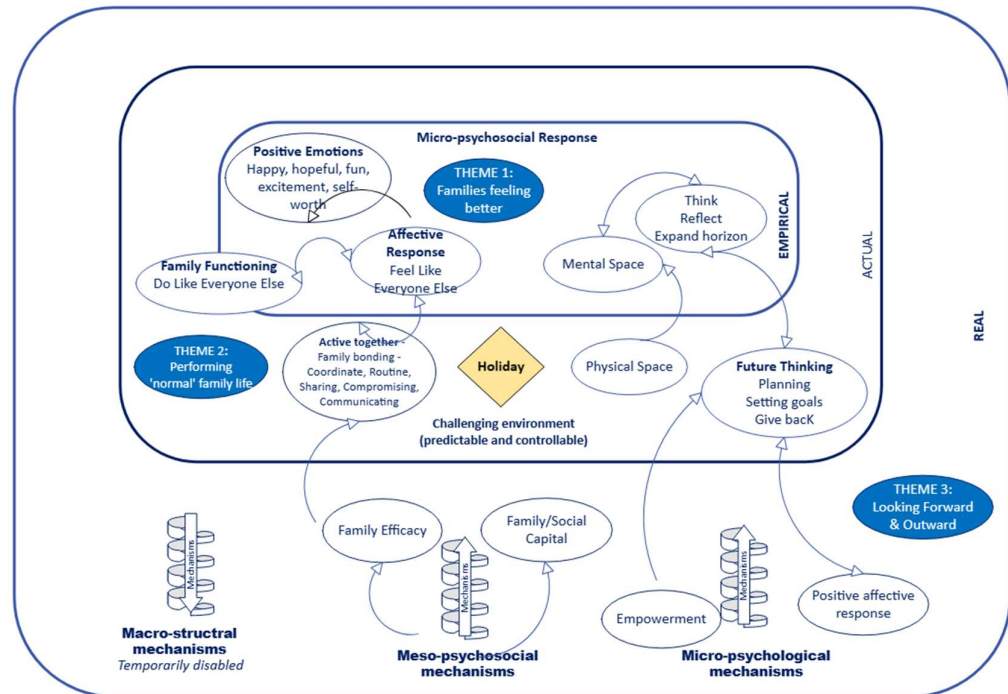 Micro-psychosocial Response
Positive Emotions
Happy, hopeful, fun,
excitement, self-
worth
THEME 1:
Families feeling
better
Think
Reflect
Expand horizon
Affective
Response
Feel Like
Everyone Else
Family Functioning
Do Like Everyone Else
Mental Space
EMPIRICAL
ACTUAL
REAL
THEME 2:
Performing
'normal' family life
Active together -
Family bonding -
Coordinate, Routine,
Sharing, Compromising,
Communicating
Holiday
Physical Space
Future Thinking
Planning
Setting goals
Give bacK
Challenging environment
(predictable and controllable)
THEME 3:
Looking Forward
& Outward
Mechanisms
Macro-structral
mechanisms
Temporarily disabled
Family Efficacy
Mechanisms
Family/Social
Capital
Meso-psychosocial
mechanisms
Empowerment
Mechanisms
Positive affective
response
Micro-psychological
mechanisms